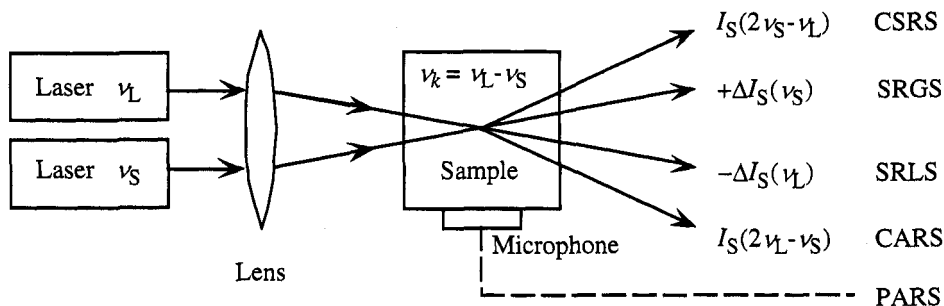 I_S(2ν_S-ν_L) CSRS
Laser ν_L
ν_k = ν_L-ν_S
+ΔI_S(ν_S) SRGS
Laser ν_S
Sample
−ΔI_S(ν_L) SRLS
Microphone
I_S(2ν_L-ν_S) CARS
Lens
PARS